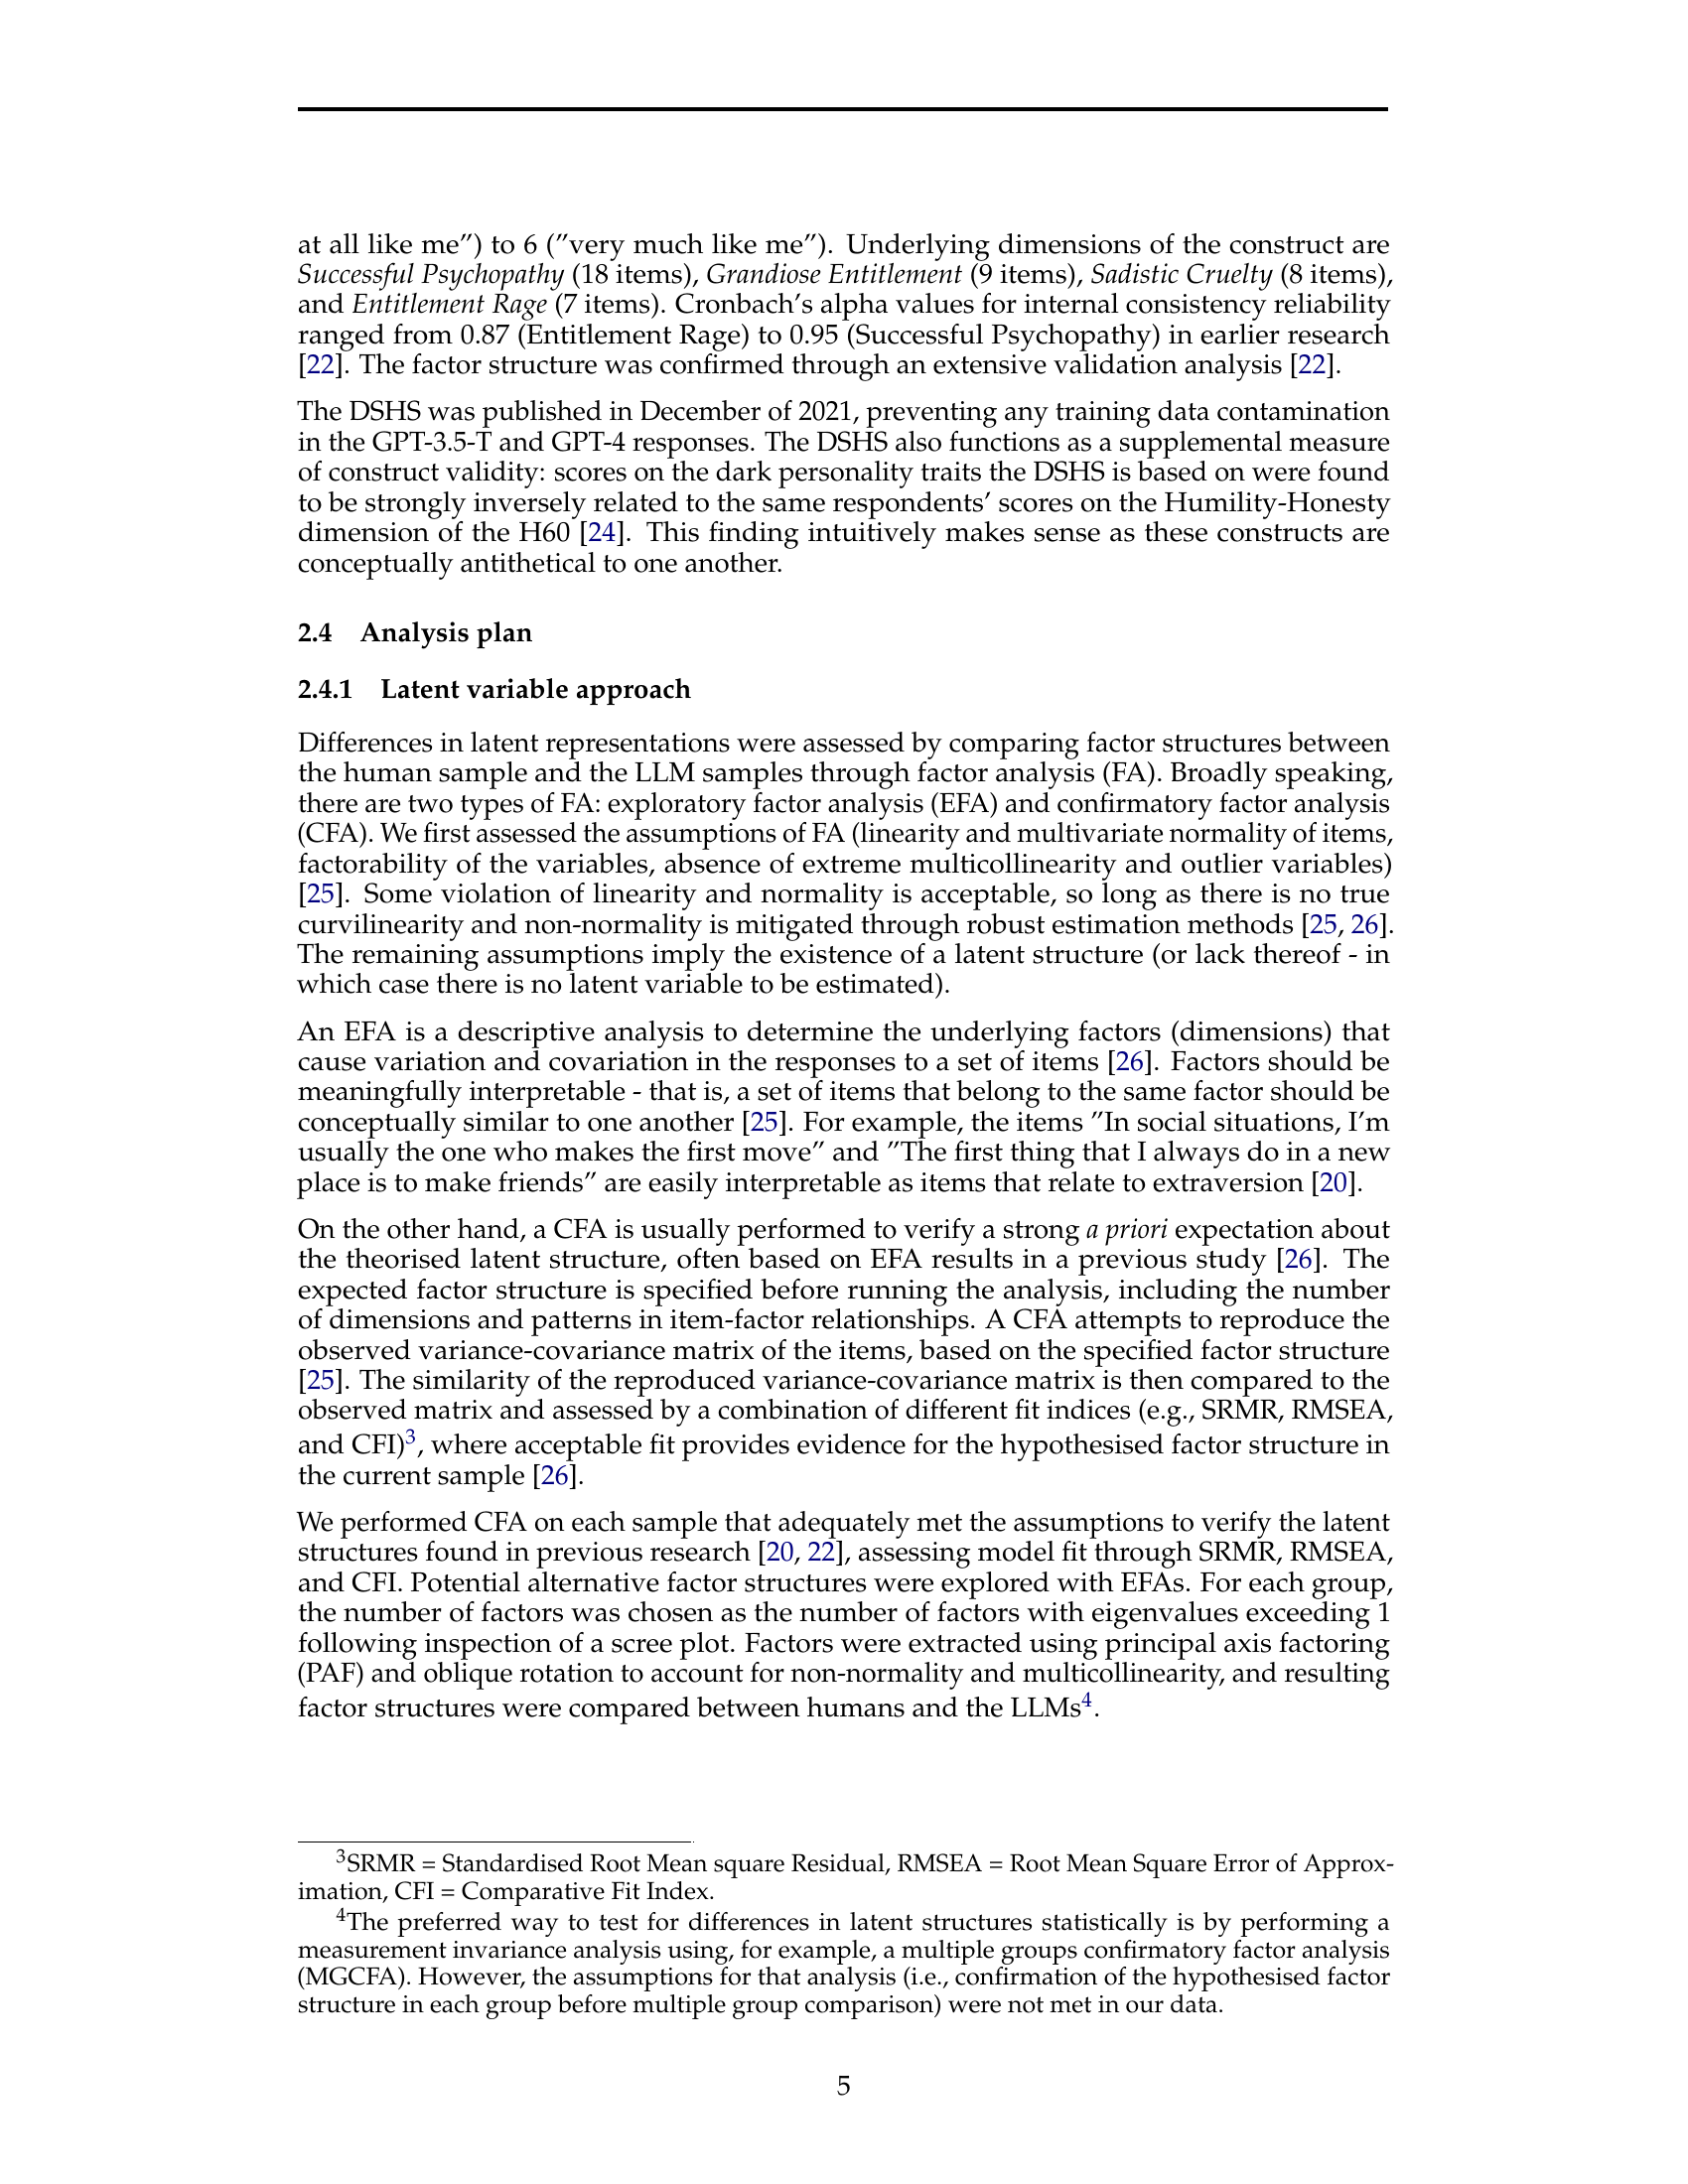 at all like me”) to 6 (”very much like me”). Underlying dimensions of the construct are
Successful Psychopathy (18 items), Grandiose Entitlement (9 items), Sadistic Cruelty (8 items),
and Entitlement Rage (7 items). Cronbach’s alpha values for internal consistency reliability
ranged from 0.87 (Entitlement Rage) to 0.95 (Successful Psychopathy) in earlier research
[22]. The factor structure was confirmed through an extensive validation analysis [22].
The DSHS was published in December of 2021, preventing any training data contamination
in the GPT-3.5-T and GPT-4 responses. The DSHS also functions as a supplemental measure
of construct validity: scores on the dark personality traits the DSHS is based on were found
to be strongly inversely related to the same respondents’ scores on the Humility-Honesty
dimension of the H60 [24]. This finding intuitively makes sense as these constructs are
conceptually antithetical to one another.
2.4 Analysis plan
2.4.1 Latent variable approach
Differences in latent representations were assessed by comparing factor structures between
the human sample and the LLM samples through factor analysis (FA). Broadly speaking,
there are two types of FA: exploratory factor analysis (EFA) and confirmatory factor analysis
(CFA). We first assessed the assumptions of FA (linearity and multivariate normality of items,
factorability of the variables, absence of extreme multicollinearity and outlier variables)
[25]. Some violation of linearity and normality is acceptable, so long as there is no true
curvilinearity and non-normality is mitigated through robust estimation methods [25, 26].
The remaining assumptions imply the existence of a latent structure (or lack thereof - in
which case there is no latent variable to be estimated).
An EFA is a descriptive analysis to determine the underlying factors (dimensions) that
cause variation and covariation in the responses to a set of items [26]. Factors should be
meaningfully interpretable - that is, a set of items that belong to the same factor should be
conceptually similar to one another [25]. For example, the items ”In social situations, I’m
usually the one who makes the first move” and ”The first thing that I always do in a new
place is to make friends” are easily interpretable as items that relate to extraversion [20].
On the other hand, a CFA is usually performed to verify a strong a priori expectation about
the theorised latent structure, often based on EFA results in a previous study [26]. The
expected factor structure is specified before running the analysis, including the number
of dimensions and patterns in item-factor relationships. A CFA attempts to reproduce the
observed variance-covariance matrix of the items, based on the specified factor structure
[25]. The similarity of the reproduced variance-covariance matrix is then compared to the
observed matrix and assessed by a combination of different fit indices (e.g., SRMR, RMSEA,
and CFI)3, where acceptable fit provides evidence for the hypothesised factor structure in
the current sample [26].
We performed CFA on each sample that adequately met the assumptions to verify the latent
structures found in previous research [20, 22], assessing model fit through SRMR, RMSEA,
and CFI. Potential alternative factor structures were explored with EFAs. For each group,
the number of factors was chosen as the number of factors with eigenvalues exceeding 1
following inspection of a scree plot. Factors were extracted using principal axis factoring
(PAF) and oblique rotation to account for non-normality and multicollinearity, and resulting
factor structures were compared between humans and the LLMs4.
3SRMR = Standardised Root Mean square Residual, RMSEA = Root Mean Square Error of Approx-
imation, CFI = Comparative Fit Index.
4The preferred way to test for differences in latent structures statistically is by performing a
measurement invariance analysis using, for example, a multiple groups confirmatory factor analysis
(MGCFA). However, the assumptions for that analysis (i.e., confirmation of the hypothesised factor
structure in each group before multiple group comparison) were not met in our data.
5